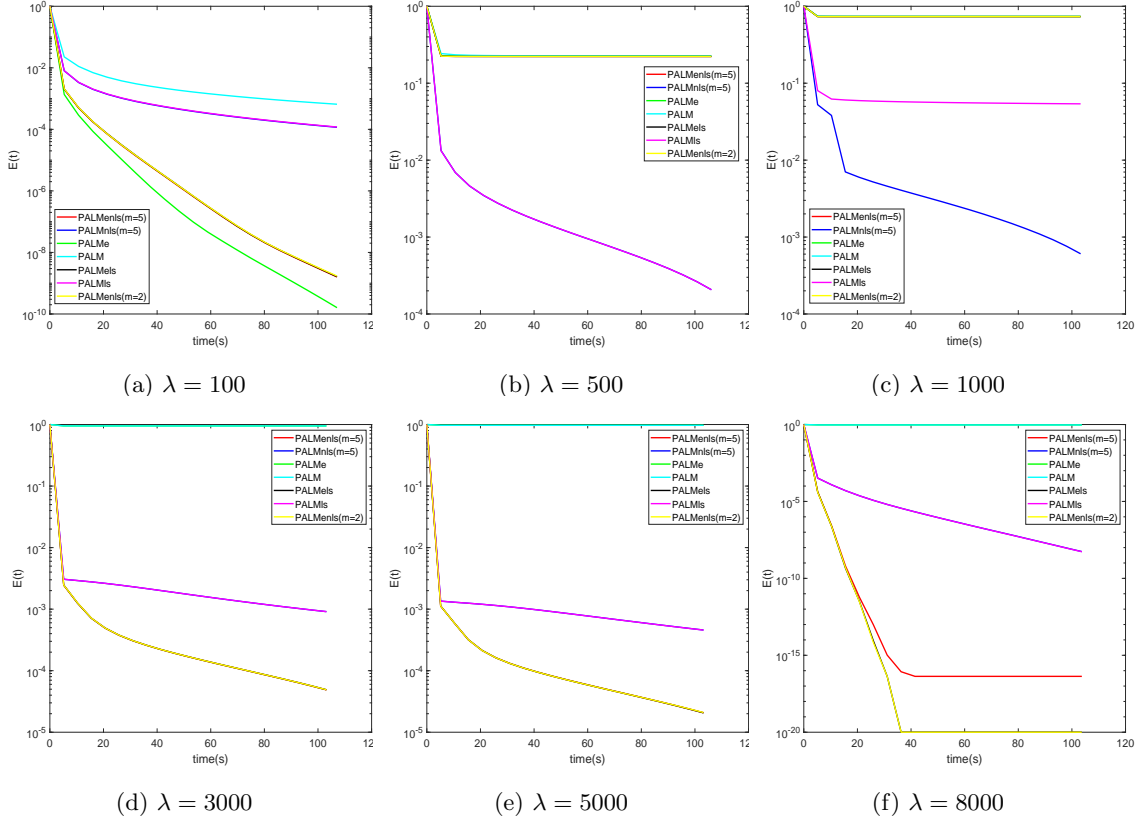 10^0
10^-2
10^-4
10^-6
10^-8
10^-10
E(t)
PALMenls(m=5)
PALMnls(m=5)
PALMe
PALM
PALMels
PALMls
PALMenls(m=2)
0 20 40 60 80 100 120
time(s)
(a) λ = 100
10^0
10^-1
10^-2
10^-3
10^-4
E(t)
PALMenls(m=5)
PALMnls(m=5)
PALMe
PALM
PALMels
PALMls
PALMenls(m=2)
0 20 40 60 80 100 120
time(s)
(b) λ = 500
10^0
10^-1
10^-2
10^-3
10^-4
E(t)
PALMenls(m=5)
PALMnls(m=5)
PALMe
PALM
PALMels
PALMls
PALMenls(m=2)
0 20 40 60 80 100 120
time(s)
(c) λ = 1000
10^0
10^-1
10^-2
10^-3
10^-4
10^-5
E(t)
PALMenls(m=5)
PALMnls(m=5)
PALMe
PALM
PALMels
PALMls
PALMenls(m=2)
0 20 40 60 80 100 120
time(s)
(d) λ = 3000
10^0
10^-1
10^-2
10^-3
10^-4
10^-5
E(t)
PALMenls(m=5)
PALMnls(m=5)
PALMe
PALM
PALMels
PALMls
PALMenls(m=2)
0 20 40 60 80 100 120
time(s)
(e) λ = 5000
10^0
10^-5
10^-10
10^-15
10^-20
E(t)
PALMenls(m=5)
PALMnls(m=5)
PALMe
PALM
PALMels
PALMls
PALMenls(m=2)
0 20 40 60 80 100 120
time(s)
(f) λ = 8000